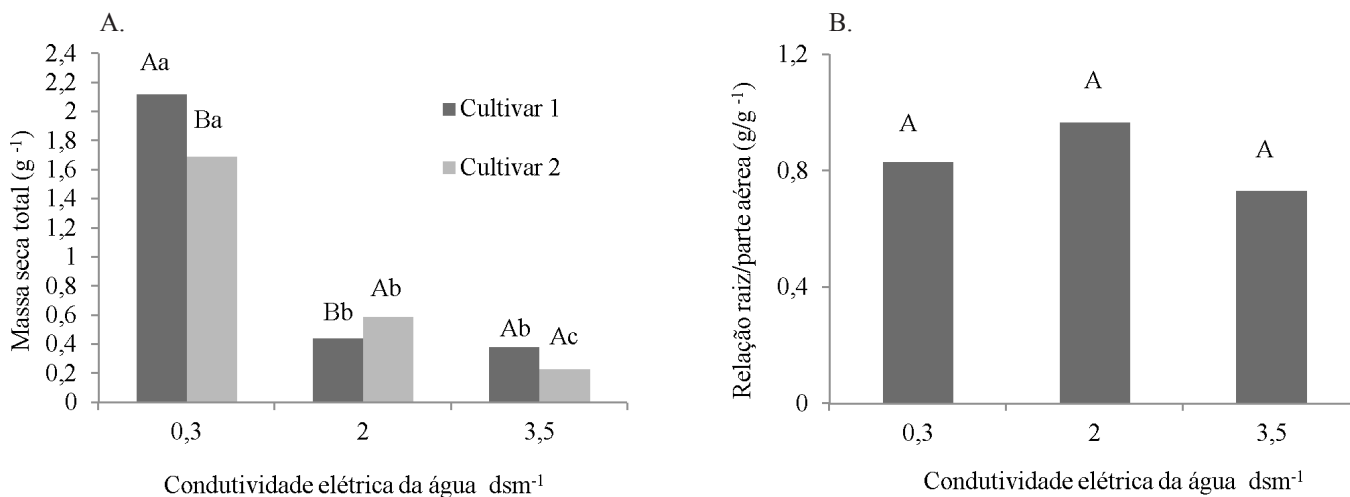 A.
Massa seca total (g -1)
2,4
2,2
2
1,8
1,6
1,4
1,2
1
0,8
0,6
0,4
0,2
0
Aa
Ba
Bb
Ab
Ab
Ac
Cultivar 1
Cultivar 2
0,3 2 3,5
Condutividade elétrica da água dsm-1
B.
Relação raiz/parte aérea (g/g -1)
1,2
0,8
0,4
0
A
A
A
0,3 2 3,5
Condutividade elétrica da água dsm-1